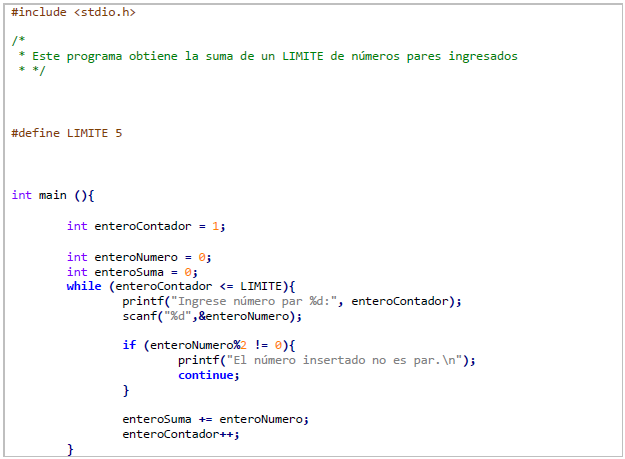 #include <stdio.h>
/*
* Este programa obtiene la suma de un LIMITE de números pares ingresados
* */
#define LIMITE 5
int main (){
int enteroContador = 1;
int enteroNumero = 0;
int enteroSuma = 0;
while (enteroContador <= LIMITE){
printf("Ingrese número par %d:", enteroContador);
scanf("%d",&enteroNumero);
if (enteroNumero%2 != 0){
printf("El número insertado no es par.\n");
continue;
}
enteroSuma += enteroNumero;
enteroContador++;
}